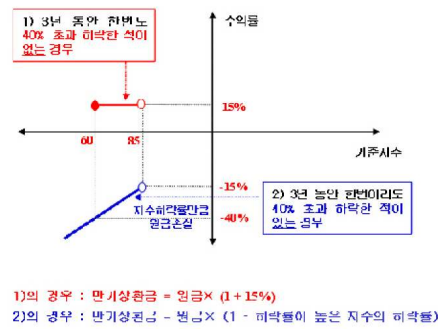 수익률
1) 3년 동안 한번도
40% 초과 하락한 적이
없는 경우
15%
60
85
기준지수
-15%
지수하락률만큼
원금손실
-40%
2) 3년 동안 한번이라도
40% 초과 하락한 적이
있는 경우
1)의 경우 : 만기상환금 = 원금× (1+15%)
2)의 경우 : 만기상환금 = 원금× (1 - 하락률이 높은 지수의 하락률)